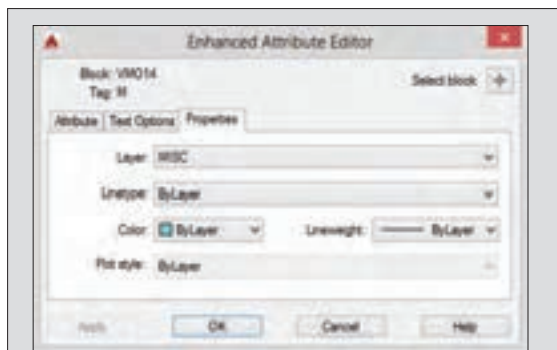 Enhanced Attribute Editor
Block: VM014
Tag: M
Select block
Attribute Text Options Properties
Layer: MISC
Linetype: ByLayer
Color: ByLayer Lineweight: ByLayer
Plot style: ByLayer
Apply OK Cancel Help